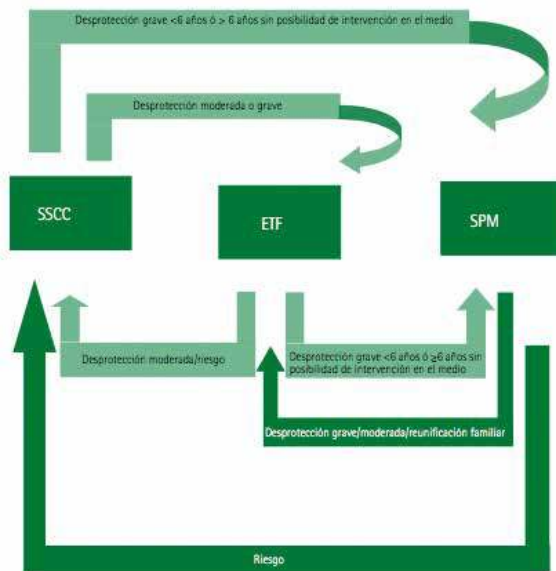 Desprotección grave <6 años ó > 6 años sin posibilidad de intervención en el medio
Desprotección moderada o grave
SSCC
ETF
SPM
Desprotección moderada/riesgo
Desprotección grave <6 años ó ≥6 años sin
posibilidad de intervención en el medio
Desprotección grave/moderada/reunificación familiar
Riesgo